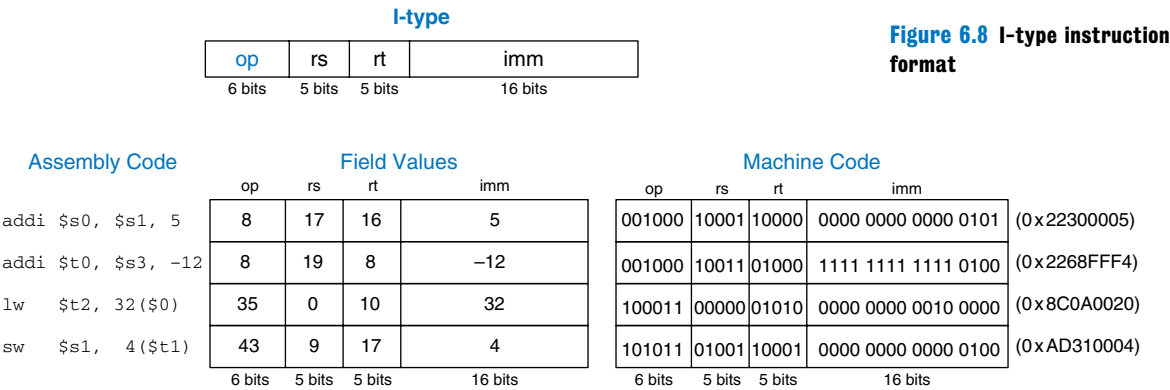 I-type
op rs rt imm
6 bits 5 bits 5 bits 16 bits
Figure 6.8 I-type instruction
format
Assembly Code Field Values Machine Code
op rs rt imm op rs rt imm
addi $s0, $s1, 5 8 17 16 5 001000 10001 10000 0000 0000 0000 0101 (0x22300005)
addi $t0, $s3, –12 8 19 8 –12 001000 10011 01000 1111 1111 1111 0100 (0x2268FFF4)
lw $t2, 32($0) 35 0 10 32 100011 00000 01010 0000 0000 0010 0000 (0x8C0A0020)
sw $s1, 4($t1) 43 9 17 4 101011 01001 10001 0000 0000 0000 0100 (0xAD310004)
6 bits 5 bits 5 bits 16 bits 6 bits 5 bits 5 bits 16 bits